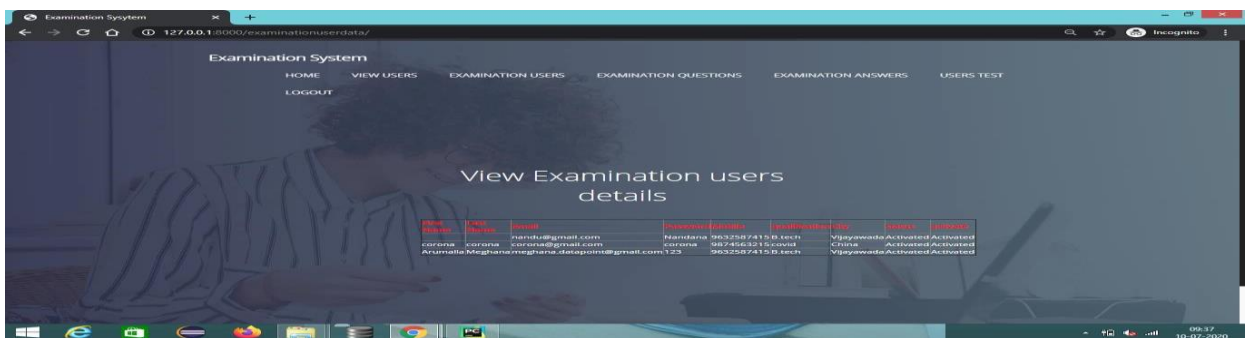 Examination Sysytem
127.0.0.1:8000/examinationuserdata/
Incognito
Examination System
HOME VIEW USERS EXAMINATION USERS EXAMINATION QUESTIONS EXAMINATION ANSWERS USERS TEST
LOGOUT
View Examination users
details
nandu@gmail.com Nandana 9632587415 B.tech Vijayawada Activated Activated
corona corona corona@gmail.com corona 9874563215 covid China Activated Activated
Arumalla Meghana meghana.datapoint@gmail.com 123 9632587415 B.tech Vijayawada Activated Activated
PC
09:37
10-07-2020